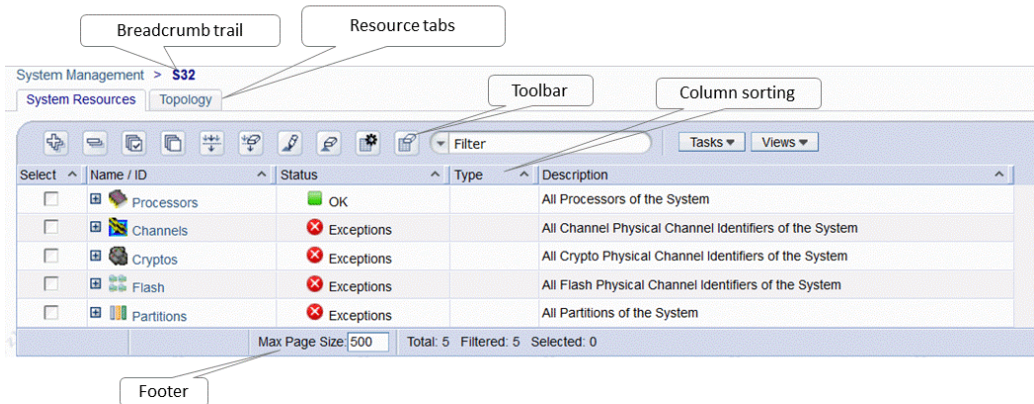 Breadcrumb trail
Resource tabs
System Management > S32
System Resources Topology
Toolbar
Column sorting
Filter
Tasks Views
Select Name / ID Status Type Description
Processors OK All Processors of the System
Channels Exceptions All Channel Physical Channel Identifiers of the System
Cryptos Exceptions All Crypto Physical Channel Identifiers of the System
Flash Exceptions All Flash Physical Channel Identifiers of the System
Partitions Exceptions All Partitions of the System
Max Page Size: 500 Total: 5 Filtered: 5 Selected: 0
Footer